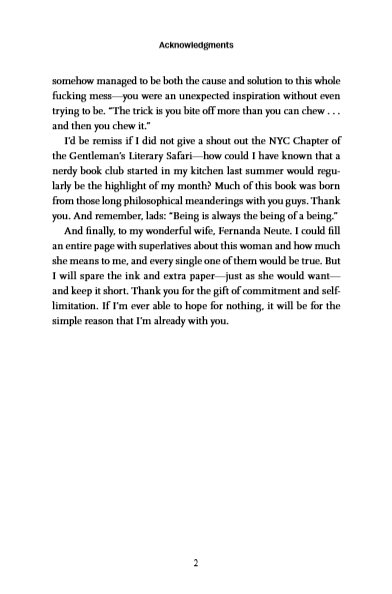 Acknowledgments
somehow managed to be both the cause and solution to this whole
fucking mess—you were an unexpected inspiration without even
trying to be. “The trick is you bite off more than you can chew . . .
and then you chew it.”
I’d be remiss if I did not give a shout out the NYC Chapter of
the Gentleman’s Literary Safari—how could I have known that a
nerdy book club started in my kitchen last summer would regu-
larly be the highlight of my month? Much of this book was born
from those long philosophical meanderings with you guys. Thank
you. And remember, lads: “Being is always the being of a being.”
And finally, to my wonderful wife, Fernanda Neute. I could fill
an entire page with superlatives about this woman and how much
she means to me, and every single one of them would be true. But
I will spare the ink and extra paper—just as she would want—
and keep it short. Thank you for the gift of commitment and self-
limitation. If I’m ever able to hope for nothing, it will be for the
simple reason that I’m already with you.
2